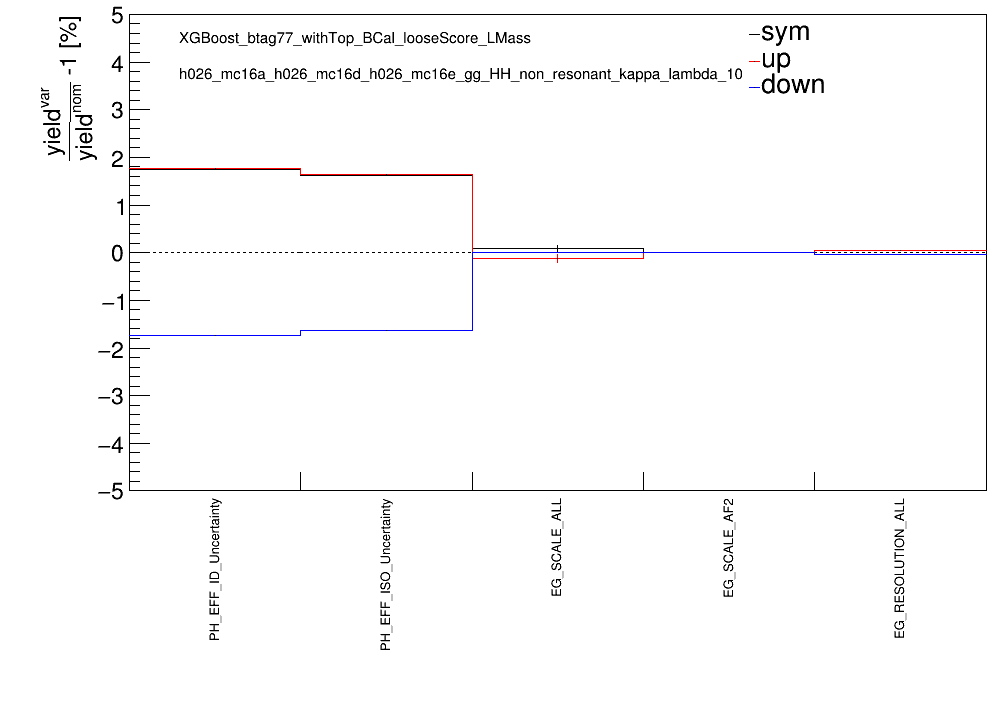 yield^var / yield^nom -1 [%]
5
4
3
2
1
0
−1
−2
−3
−4
−5
XGBoost_btag77_withTop_BCal_looseScore_LMass
h026_mc16a_h026_mc16d_h026_mc16e_gg_HH_non_resonant_kappa_lambda_10
sym
up
down
PH_EFF_ID_Uncertainty
PH_EFF_ISO_Uncertainty
EG_SCALE_ALL
EG_SCALE_AF2
EG_RESOLUTION_ALL